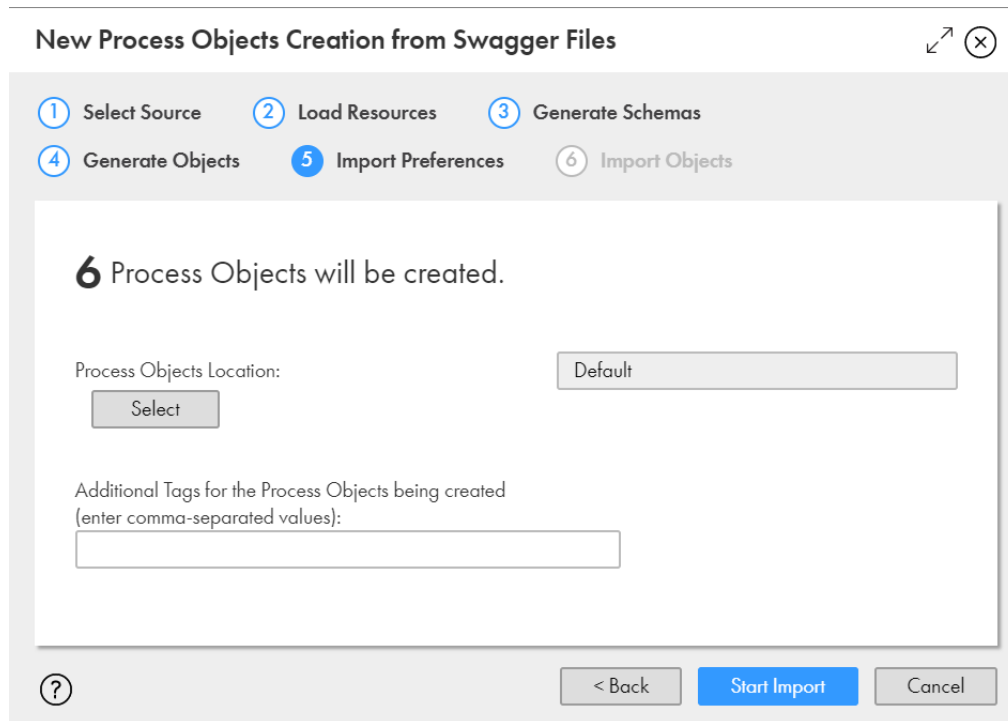 New Process Objects Creation from Swagger Files
1 Select Source 2 Load Resources 3 Generate Schemas
4 Generate Objects 5 Import Preferences 6 Import Objects
6 Process Objects will be created.
Process Objects Location: Default
Select
Additional Tags for the Process Objects being created
(enter comma-separated values):
? < Back Start Import Cancel